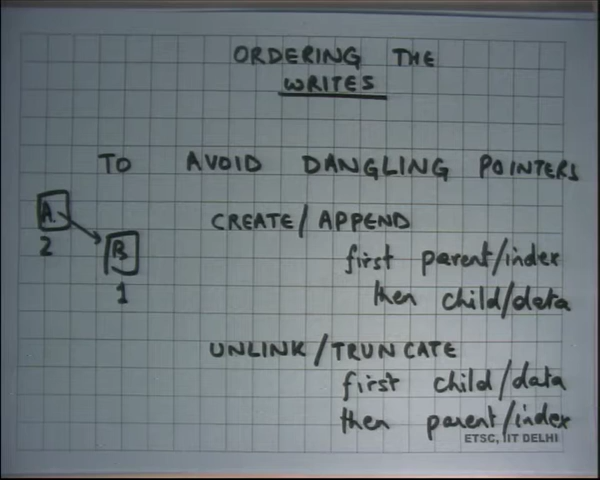 ORDERING THE
WRITES
TO AVOID DANGLING POINTERS
A
2
B
1
CREATE/APPEND
first parent/index
then child/data
UNLINK/TRUNCATE
first child/data
then parent/index
ETSC, IIT DELHI